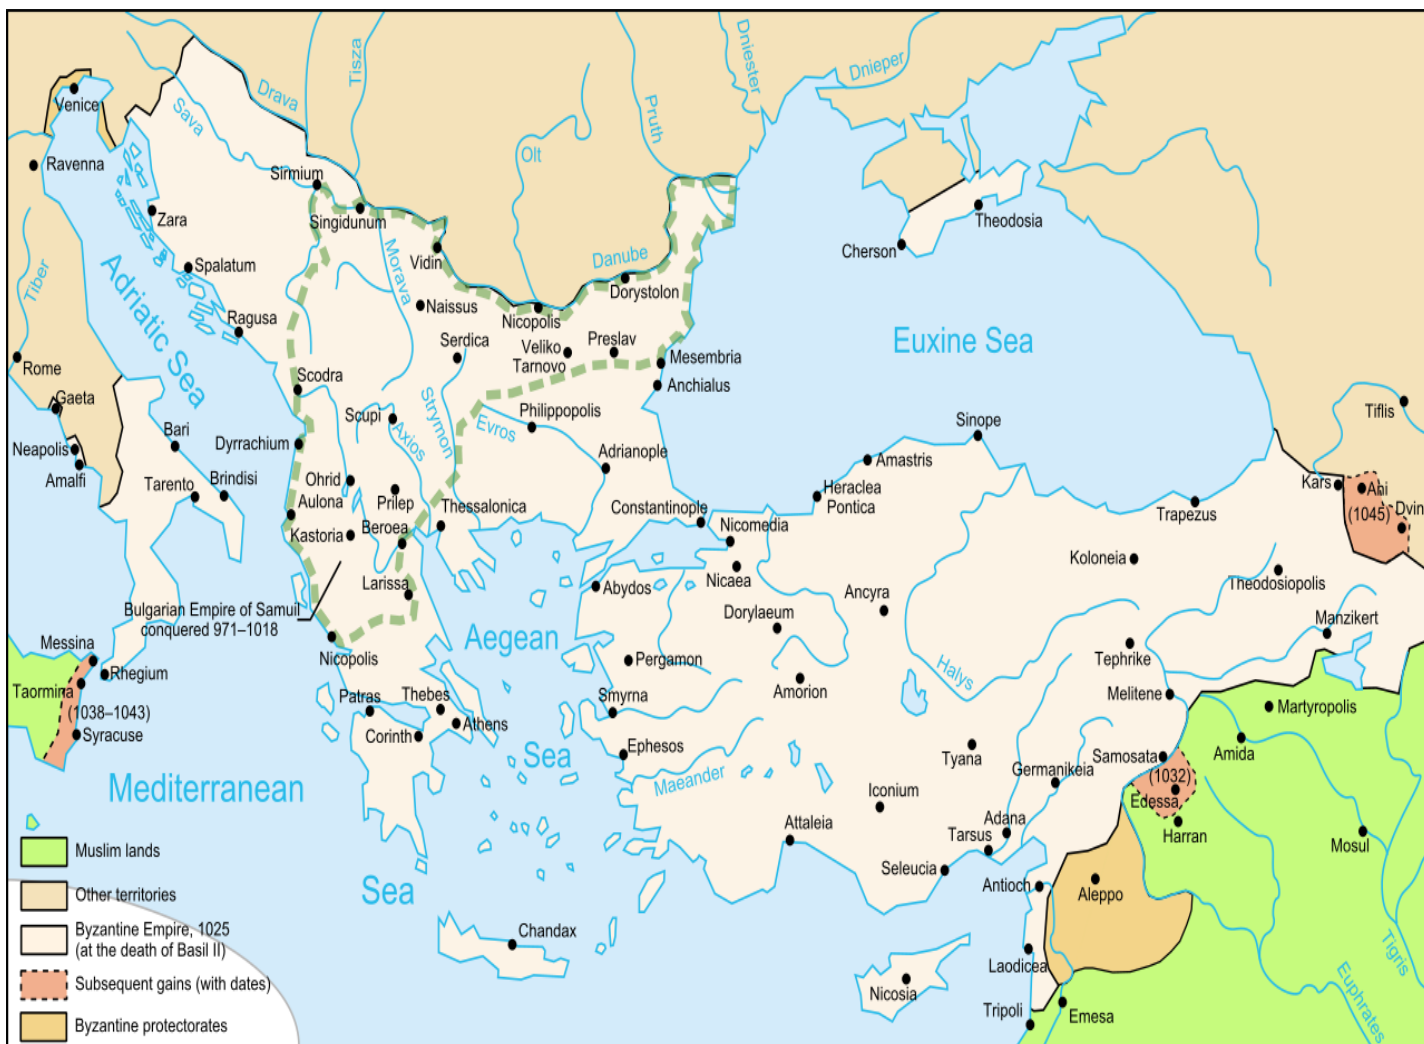 Venice
Ravenna
Tiber
Rome
Gaeta
Neapolis
Amalfi
Adriatic Sea
Sava
Drava
Tisza
Olt
Pruth
Dniester
Dnieper
Sirmium
Singidunum
Zara
Spalatum
Ragusa
Morava
Vidin
Danube
Dorystolon
Naissus
Nicopolis
Serdica
Veliko
Tarnovo
Preslav
Mesembria
Anchialus
Cherson
Theodosia
Euxine Sea
Scodra
Scupi
Axios
Strymon
Evros
Philippopolis
Adrianople
Bari
Tarento
Brindisi
Dyrrachium
Ohrid
Aulona
Prilep
Kastoria
Beroea
Thessalonica
Constantinople
Larissa
Bulgarian Empire of Samuil
conquered 971–1018
Nicopolis
Sinope
Amastris
Heraclea
Pontica
Nicomedia
Nicaea
Abydos
Dorylaeum
Ancyra
Trapezus
Koloneia
Tiflis
Kars
Ani
(1045)
Dvin
Theodosiopolis
Manzikert
Messina
Rhegium
Taormina
(1038–1043)
Syracuse
Aegean
Sea
Patras
Thebes
Athens
Corinth
Pergamon
Smyrna
Ephesos
Maeander
Amorion
Halys
Tephrike
Melitene
Martyropolis
Amida
Tyana
Germanikeia
Samosata
(1032)
Edessa
Harran
Mosul
Iconium
Attaleia
Adana
Tarsus
Seleucia
Antioch
Aleppo
Mediterranean
Sea
Chandax
Nicosia
Laodicea
Tripoli
Emesa
Euphrates
Tigris
Muslim lands
Other territories
Byzantine Empire, 1025
(at the death of Basil II)
Subsequent gains (with dates)
Byzantine protectorates